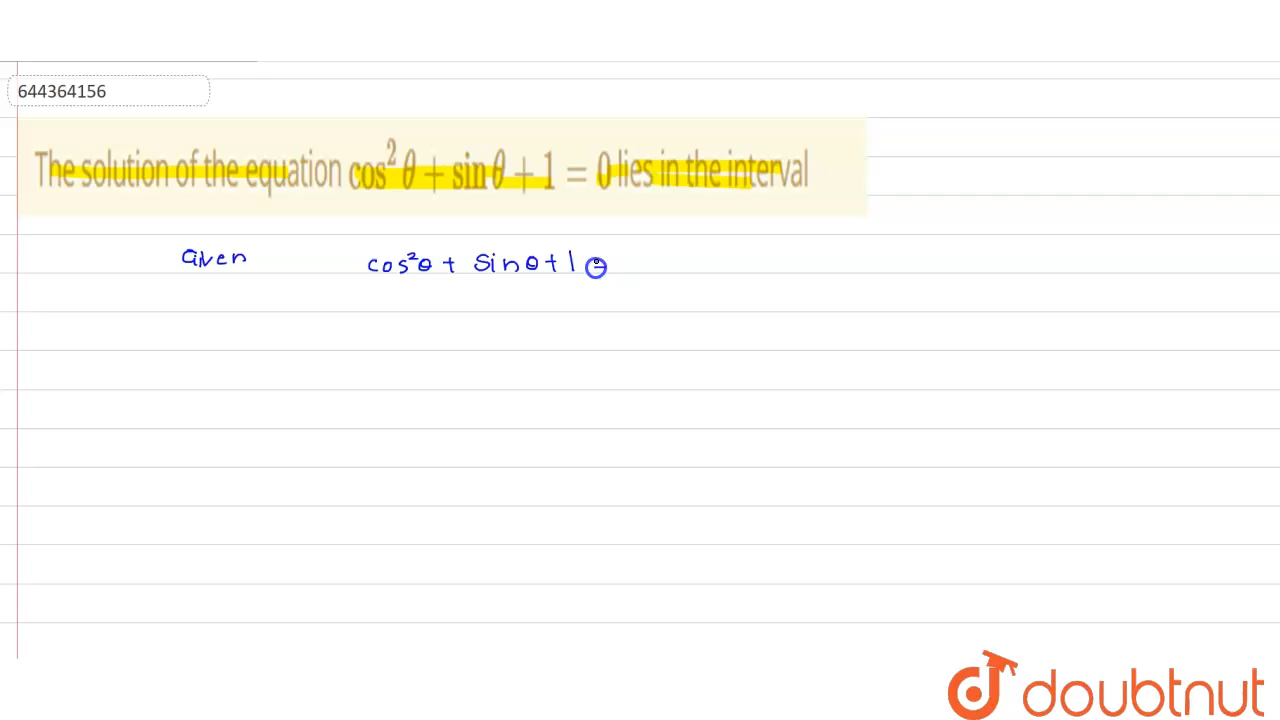 644364156
The solution of the equation cos² θ + sin θ + 1 = 0 lies in the interval
Given cos²θ + sinθ + 1 =
doubtnut